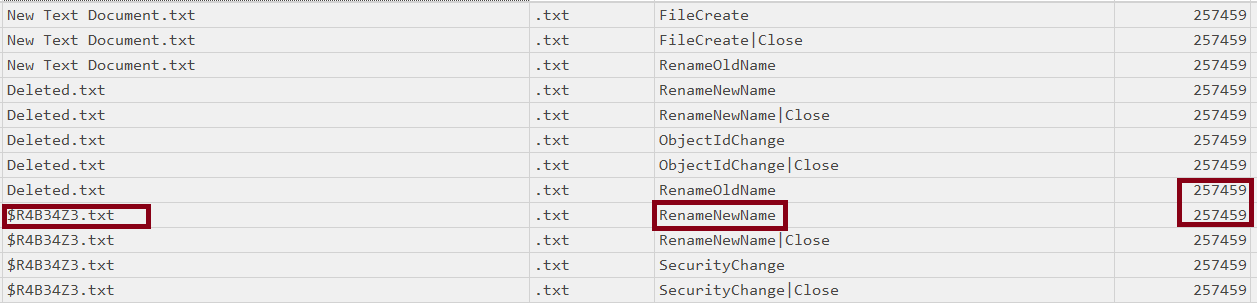 New Text Document.txt .txt FileCreate 257459
New Text Document.txt .txt FileCreate|Close 257459
New Text Document.txt .txt RenameOldName 257459
Deleted.txt .txt RenameNewName 257459
Deleted.txt .txt RenameNewName|Close 257459
Deleted.txt .txt ObjectIdChange 257459
Deleted.txt .txt ObjectIdChange|Close 257459
Deleted.txt .txt RenameOldName 257459
$R4B34Z3.txt .txt RenameNewName 257459
$R4B34Z3.txt .txt RenameNewName|Close 257459
$R4B34Z3.txt .txt SecurityChange 257459
$R4B34Z3.txt .txt SecurityChange|Close 257459